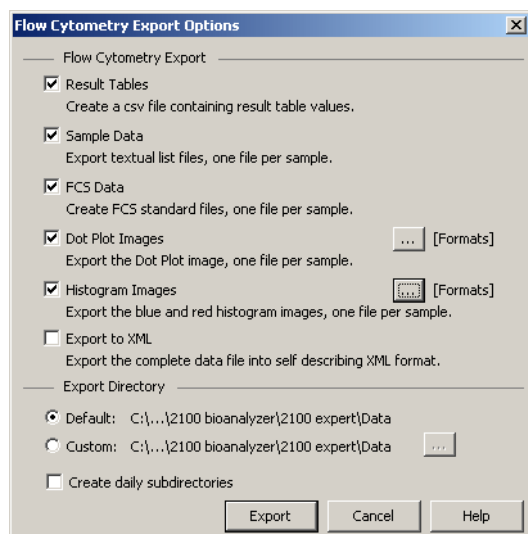 Flow Cytometry Export Options
Flow Cytometry Export
Result Tables
Create a csv file containing result table values.
Sample Data
Export textual list files, one file per sample.
FCS Data
Create FCS standard files, one file per sample.
Dot Plot Images ... [Formats]
Export the Dot Plot image, one file per sample.
Histogram Images ... [Formats]
Export the blue and red histogram images, one file per sample.
Export to XML
Export the complete data file into self describing XML format.
Export Directory
Default: C:\...\2100 bioanalyzer\2100 expert\Data
Custom: C:\...\2100 bioanalyzer\2100 expert\Data ...
Create daily subdirectories
Export Cancel Help